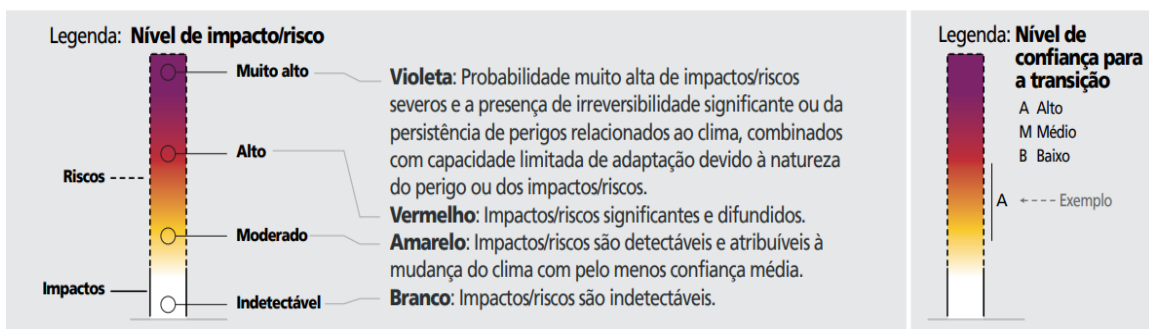 Legenda: Nível de impacto/risco
Muito alto
Alto
Riscos
Moderado
Impactos
Indetectável
Violeta: Probabilidade muito alta de impactos/riscos
severos e a presença de irreversibilidade significante ou da
persistência de perigos relacionados ao clima, combinados
com capacidade limitada de adaptação devido à natureza
do perigo ou dos impactos/riscos.
Vermelho: Impactos/riscos significantes e difundidos.
Amarelo: Impactos/riscos são detectáveis e atribuíveis à
mudança do clima com pelo menos confiança média.
Branco: Impactos/riscos são indetectáveis.
Legenda: Nível de
confiança para
a transição
A Alto
M Médio
B Baixo
A
Exemplo